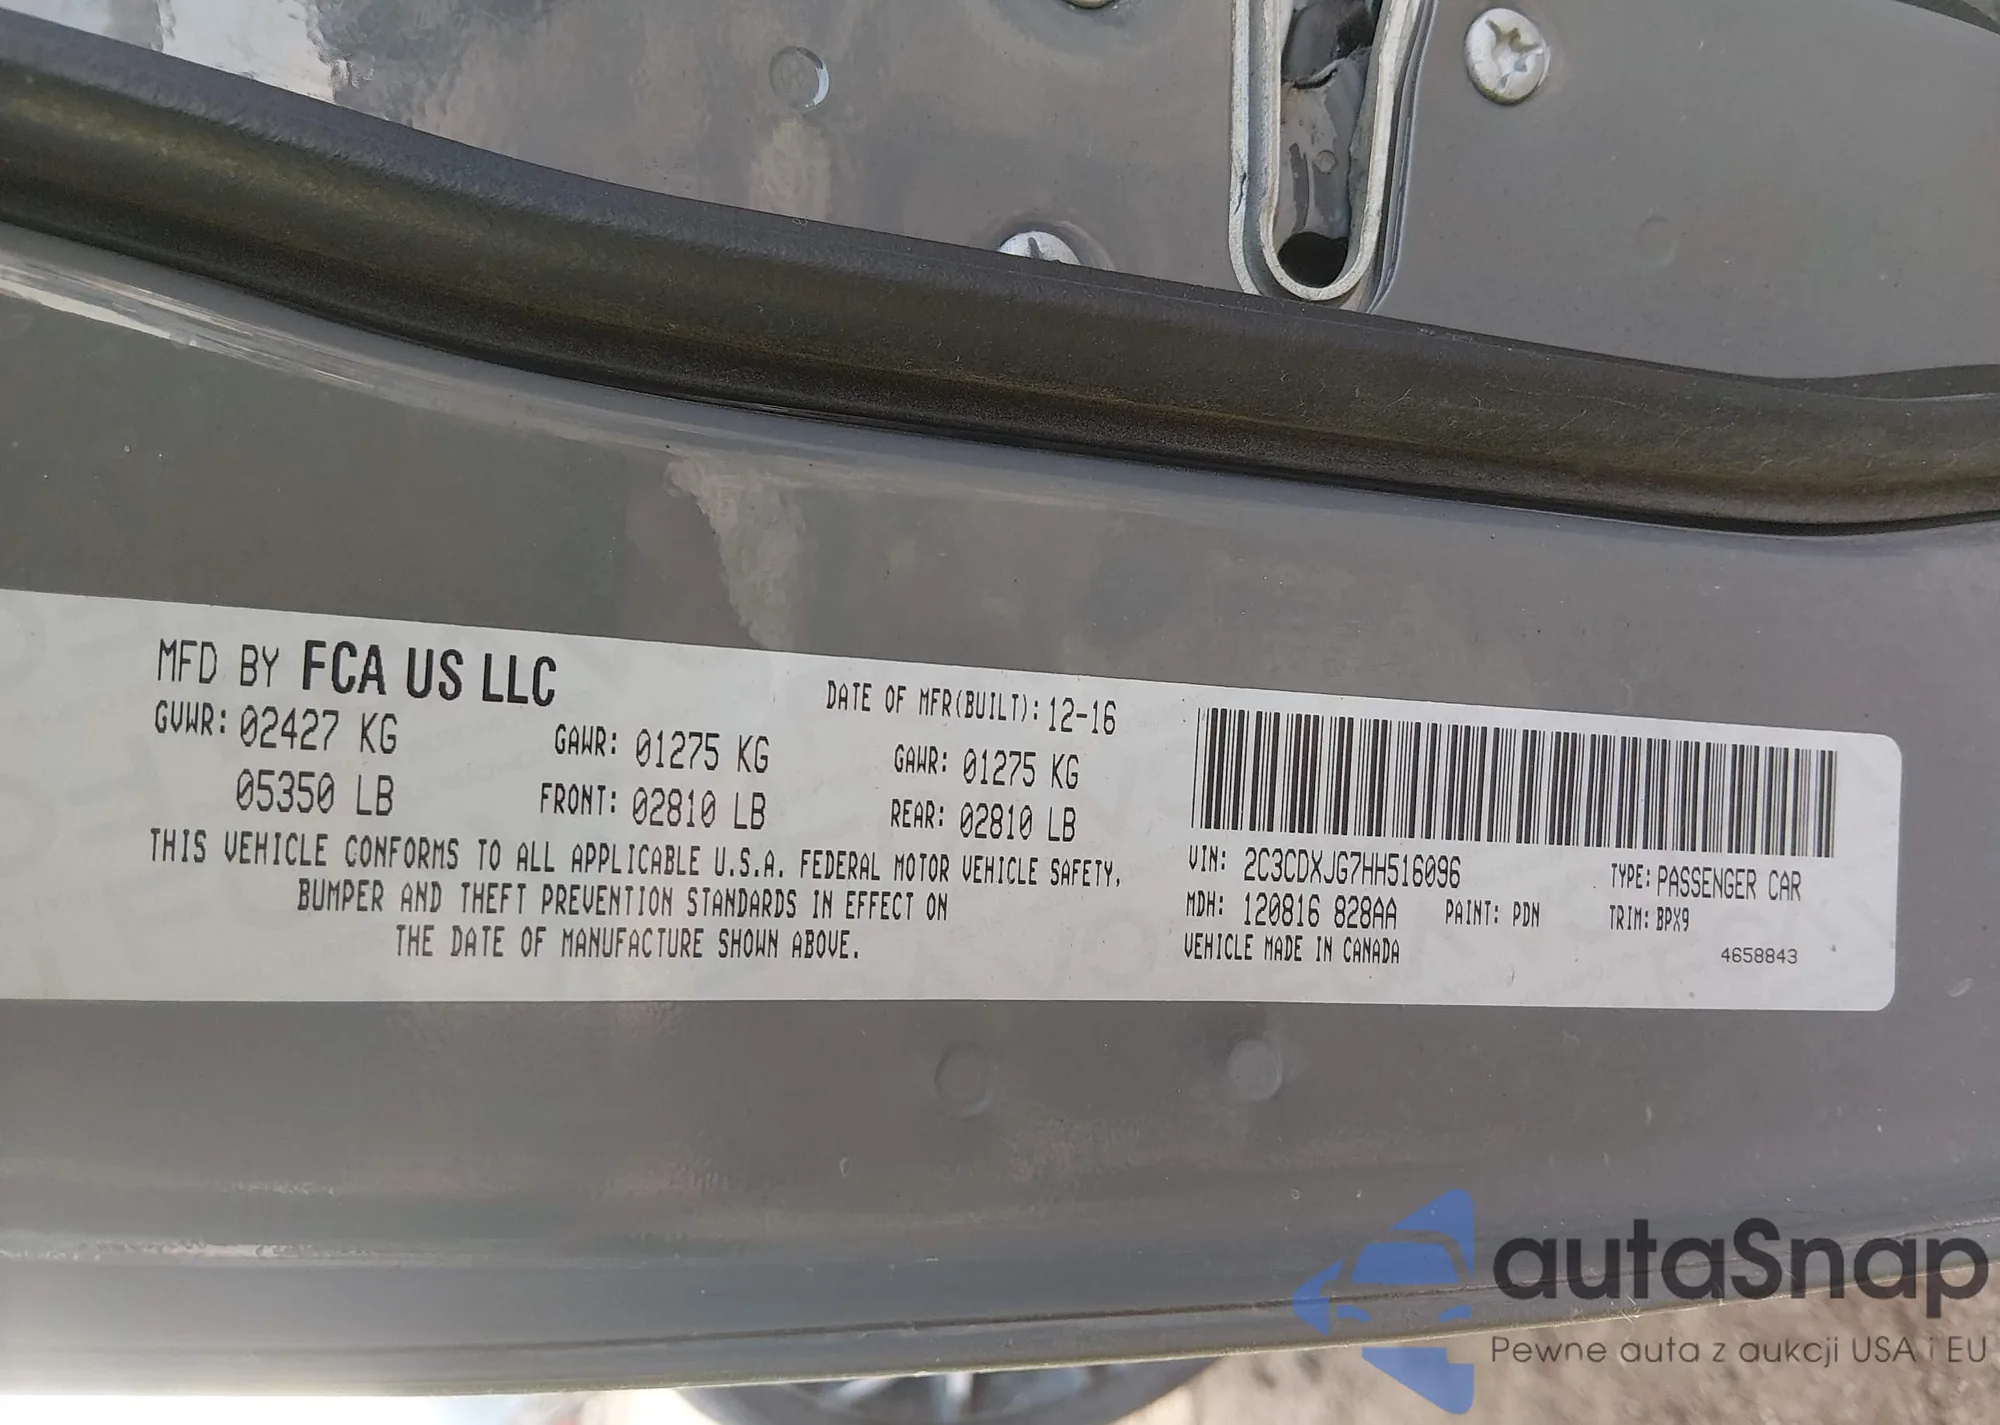 MFD BY FCA US LLC
DATE OF MFR(BUILT): 12-16
GVWR: 02427 KG
GAWR: 01275 KG
GAWR: 01275 KG
05350 LB
FRONT: 02810 LB
REAR: 02810 LB
THIS VEHICLE CONFORMS TO ALL APPLICABLE U.S.A. FEDERAL MOTOR VEHICLE SAFETY,
BUMPER AND THEFT PREVENTION STANDARDS IN EFFECT ON
THE DATE OF MANUFACTURE SHOWN ABOVE.
VIN: 2C3CDXJG7HH516096
TYPE: PASSENGER CAR
MDH: 120816 828AA
PAINT: PDN
TRIM: BPX9
VEHICLE MADE IN CANADA
4658843
autaSnap
Pewne auta z aukcji USA i EU